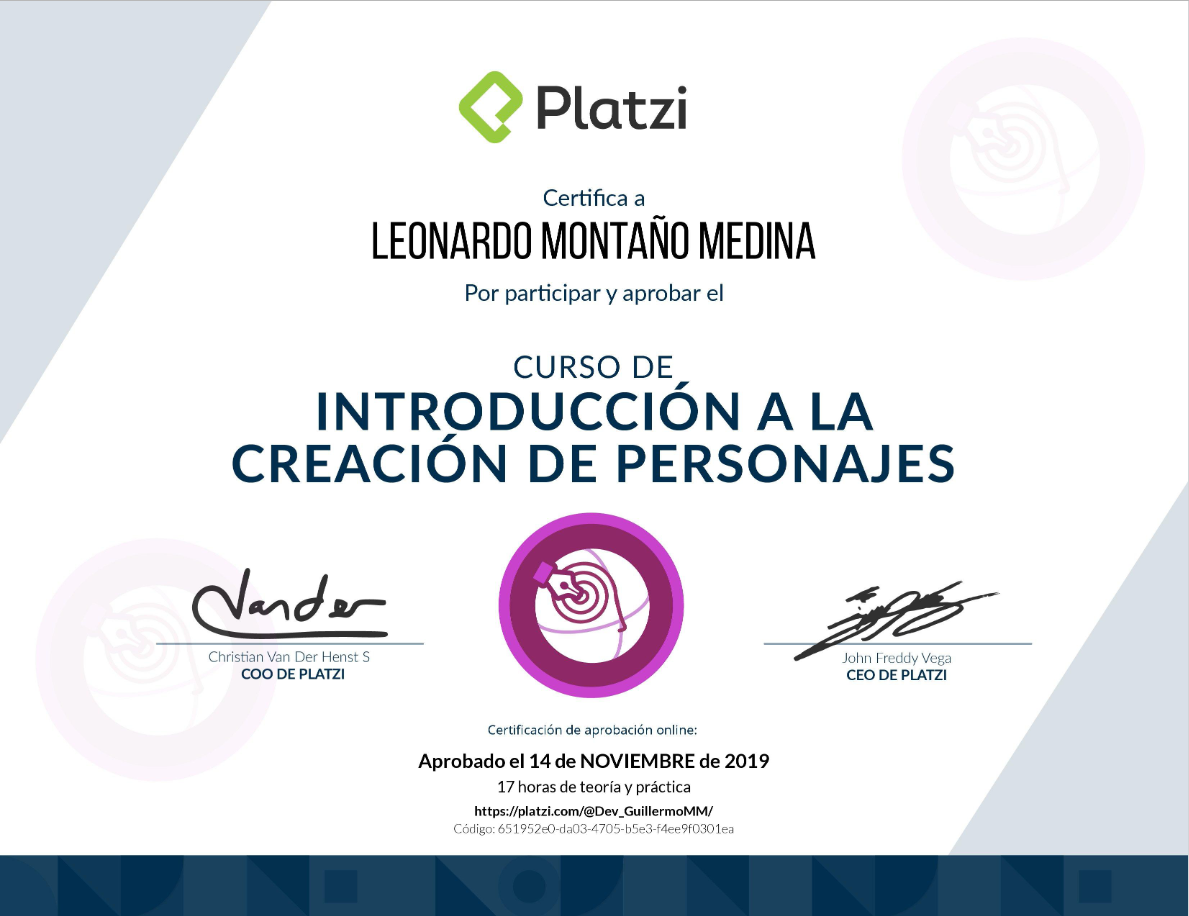 Platzi
Certifica a
LEONARDO MONTAÑO MEDINA
Por participar y aprobar el
CURSO DE
INTRODUCCIÓN A LA
CREACIÓN DE PERSONAJES
Vander
Christian Van Der Henst S
COO DE PLATZI
John Freddy Vega
CEO DE PLATZI
Certificación de aprobación online:
Aprobado el 14 de NOVIEMBRE de 2019
17 horas de teoría y práctica
https://platzi.com/@Dev_GuillermoMM/
Código: 651952e0-da03-4705-b5e3-f4ee9f0301ea